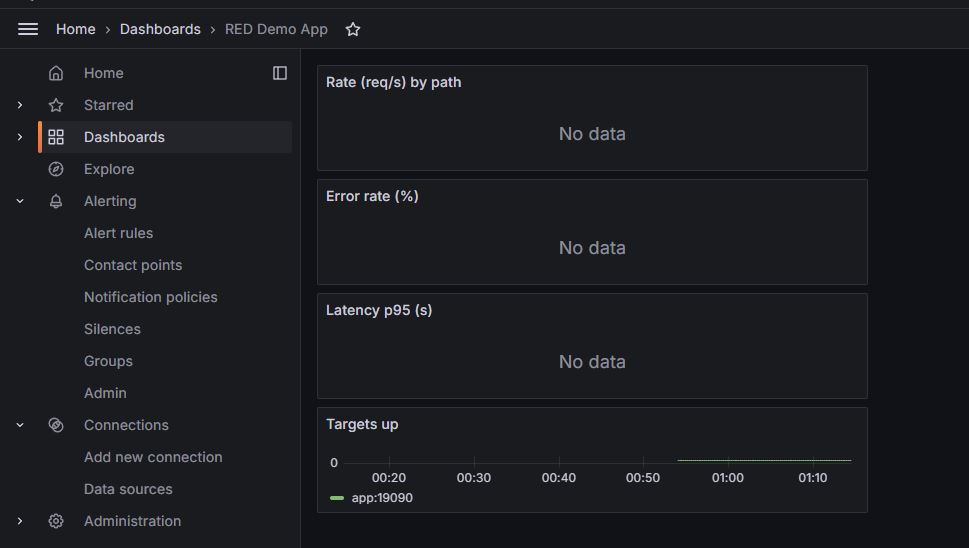 Home › Dashboards › RED Demo App
Home
Starred
Dashboards
Explore
Alerting
Alert rules
Contact points
Notification policies
Silences
Groups
Admin
Connections
Add new connection
Data sources
Administration
Rate (req/s) by path
No data
Error rate (%)
No data
Latency p95 (s)
No data
Targets up
0
00:20 00:30 00:40 00:50 01:00 01:10
app:19090